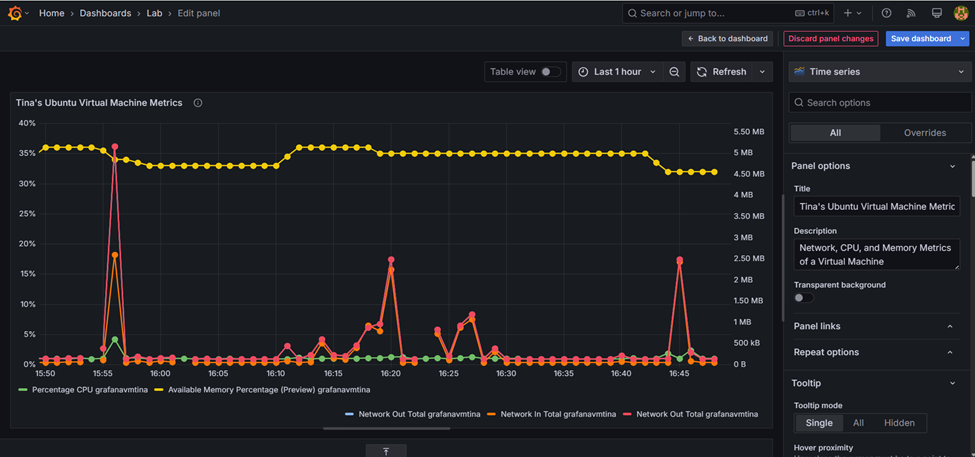 Home › Dashboards › Lab › Edit panel
Search or jump to... ctrl+k
Back to dashboard Discard panel changes Save dashboard
Table view Last 1 hour Refresh
Time series
Tina's Ubuntu Virtual Machine Metrics
Search options
All Overrides
40%
35%
30%
25%
20%
15%
10%
5%
0%
5.50 MB
5 MB
4.50 MB
4 MB
3.50 MB
3 MB
2.50 MB
2 MB
1.50 MB
1 MB
500 kB
0 B
15:50 15:55 16:00 16:05 16:10 16:15 16:20 16:25 16:30 16:35 16:40 16:45
Percentage CPU grafanavmtina Available Memory Percentage (Preview) grafanavmtina
Network Out Total grafanavmtina Network In Total grafanavmtina Network Out Total grafanavmtina
Panel options
Title
Tina's Ubuntu Virtual Machine Metric
Description
Network, CPU, and Memory Metrics
of a Virtual Machine
Transparent background
Panel links
Repeat options
Tooltip
Tooltip mode
Single All Hidden
Hover proximity